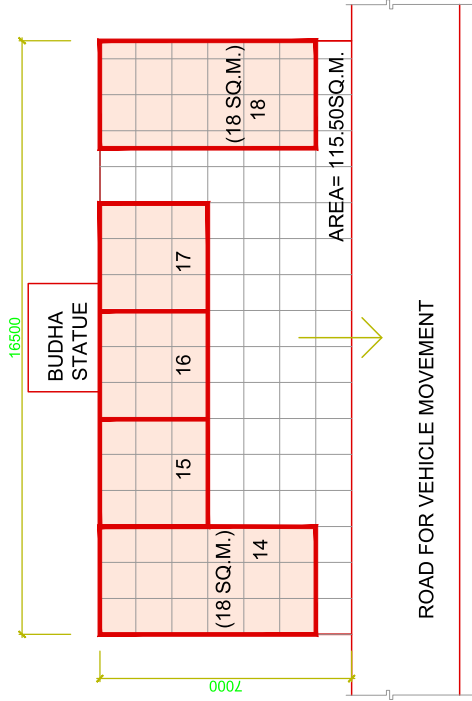 16500
BUDHA
STATUE
(18 SQ.M.)
14
15
16
17
(18 SQ.M.)
18
AREA= 115.50SQ.M.
7000
ROAD FOR VEHICLE MOVEMENT